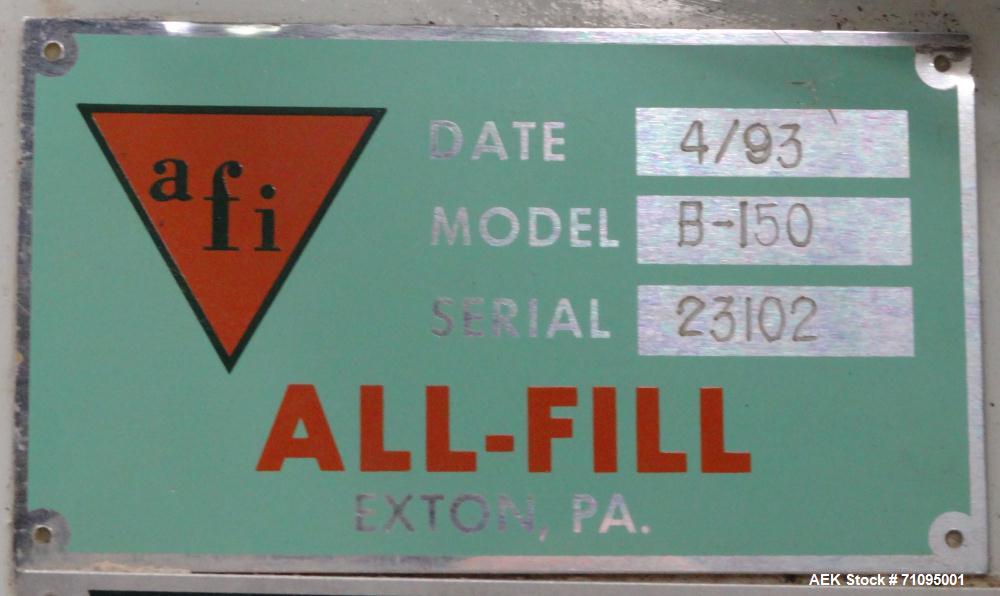 afi
DATE 4/93
MODEL B-150
SERIAL 23102
ALL-FILL
EXTON, PA.
AEK Stock # 71095001